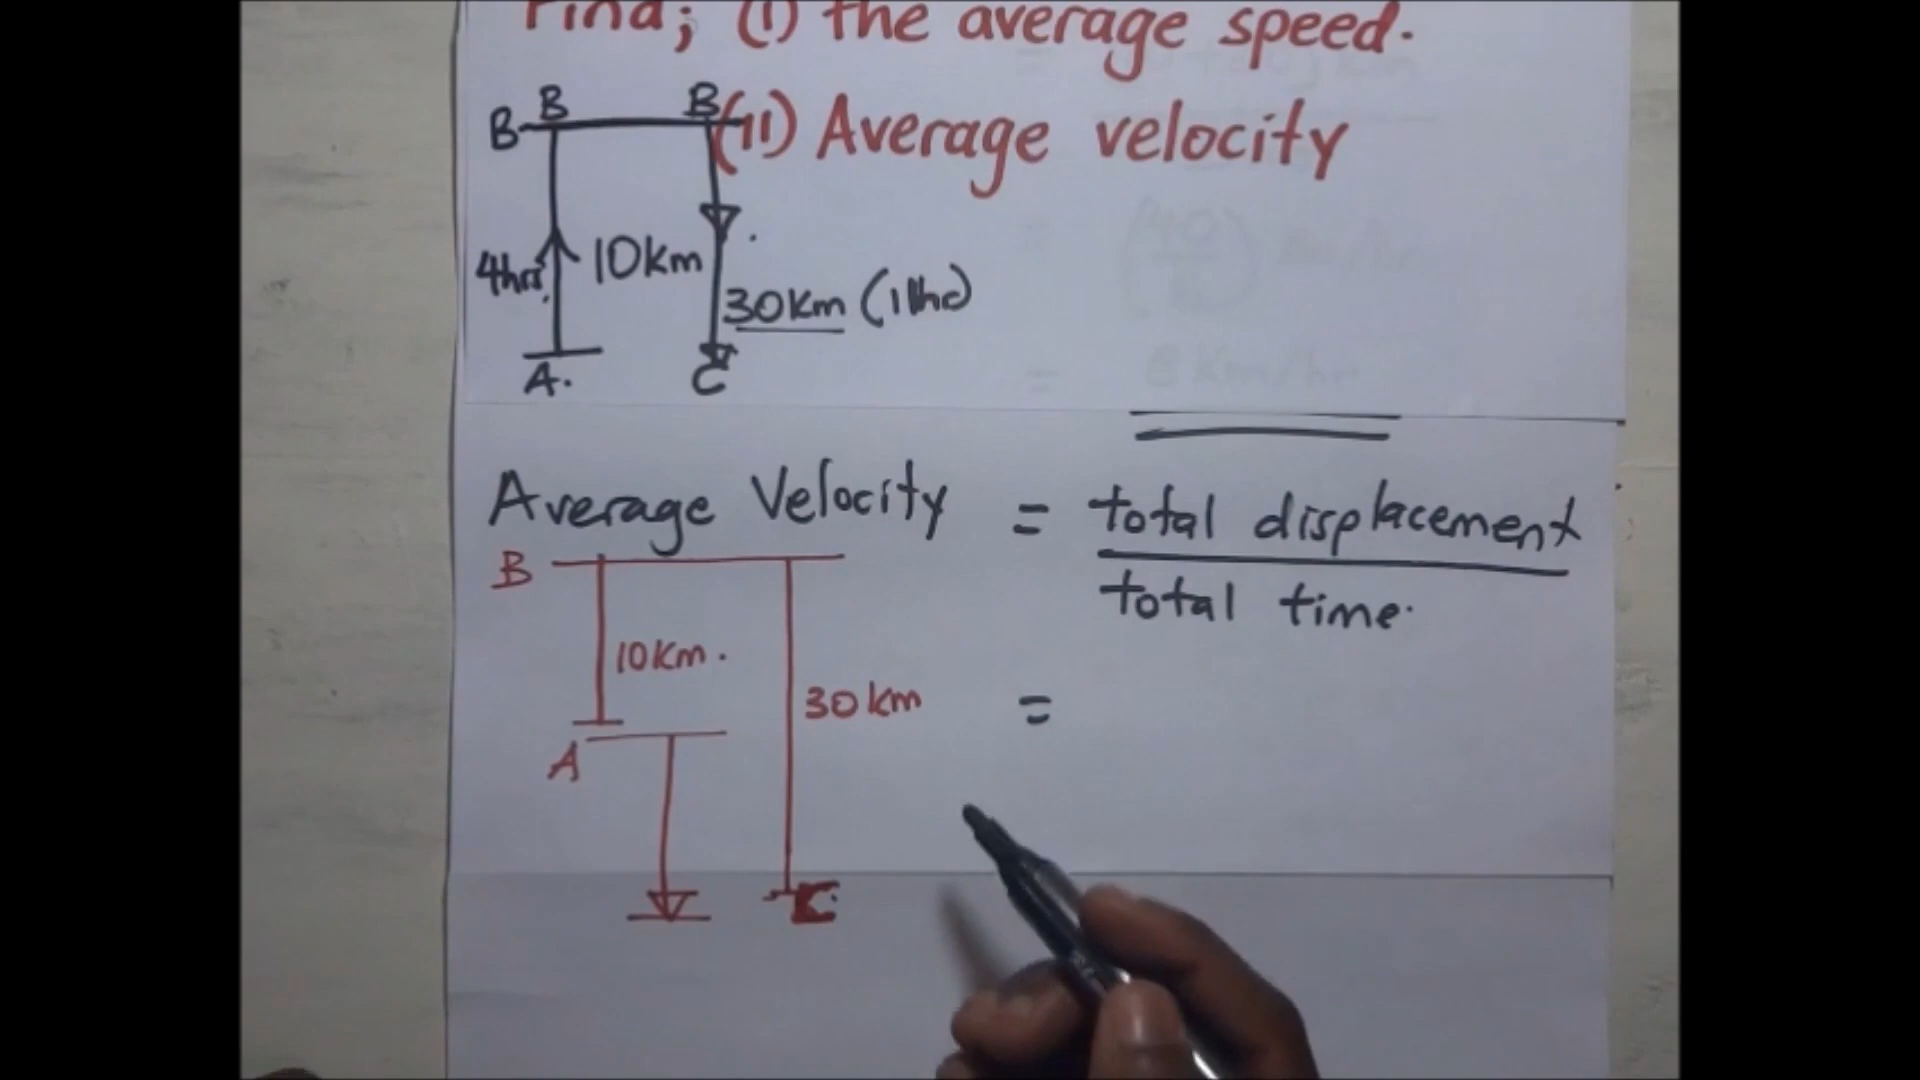 Find; (I) the average speed.
B B B (II) Average velocity
4hrs 10km
30km (1hr)
A. C
Average Velocity = total displacement
total time.
B
10km.
30km =
A
C